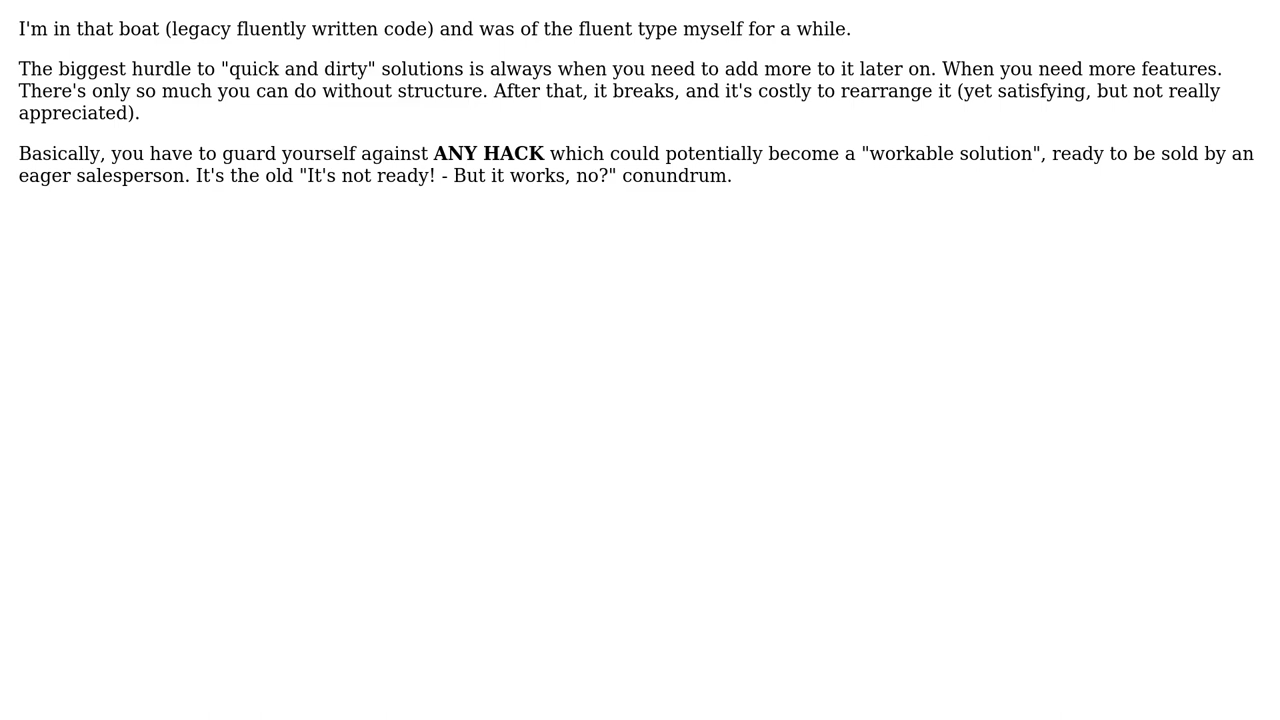 I'm in that boat (legacy fluently written code) and was of the fluent type myself for a while.
The biggest hurdle to "quick and dirty" solutions is always when you need to add more to it later on. When you need more features.
There's only so much you can do without structure. After that, it breaks, and it's costly to rearrange it (yet satisfying, but not really
appreciated).
Basically, you have to guard yourself against ANY HACK which could potentially become a "workable solution", ready to be sold by an
eager salesperson. It's the old "It's not ready! - But it works, no?" conundrum.